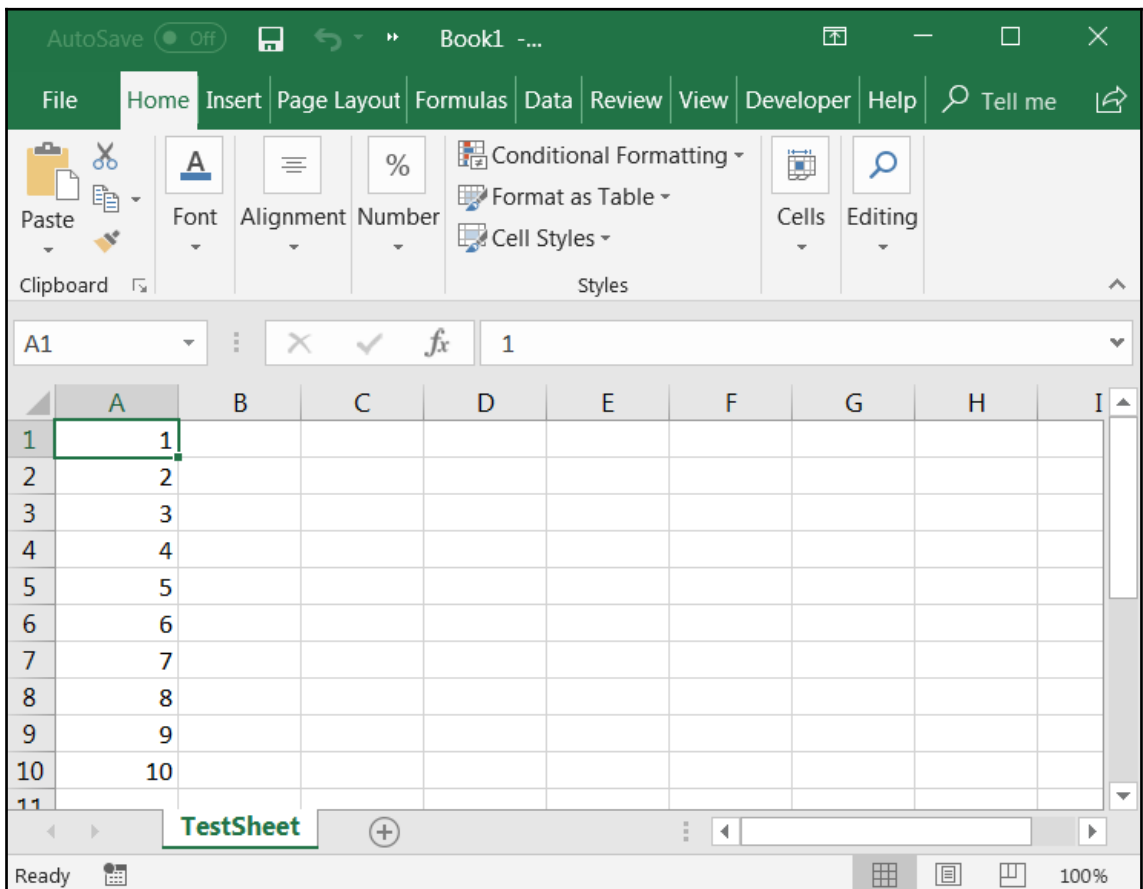 AutoSave Off Book1 -...
File Home Insert Page Layout Formulas Data Review View Developer Help Tell me
Conditional Formatting
Format as Table
Paste Font Alignment Number Cells Editing
Cell Styles
Clipboard Styles
A1 fx 1
A B C D E F G H I
1 1
2 2
3 3
4 4
5 5
6 6
7 7
8 8
9 9
10 10
11
TestSheet
Ready 100%